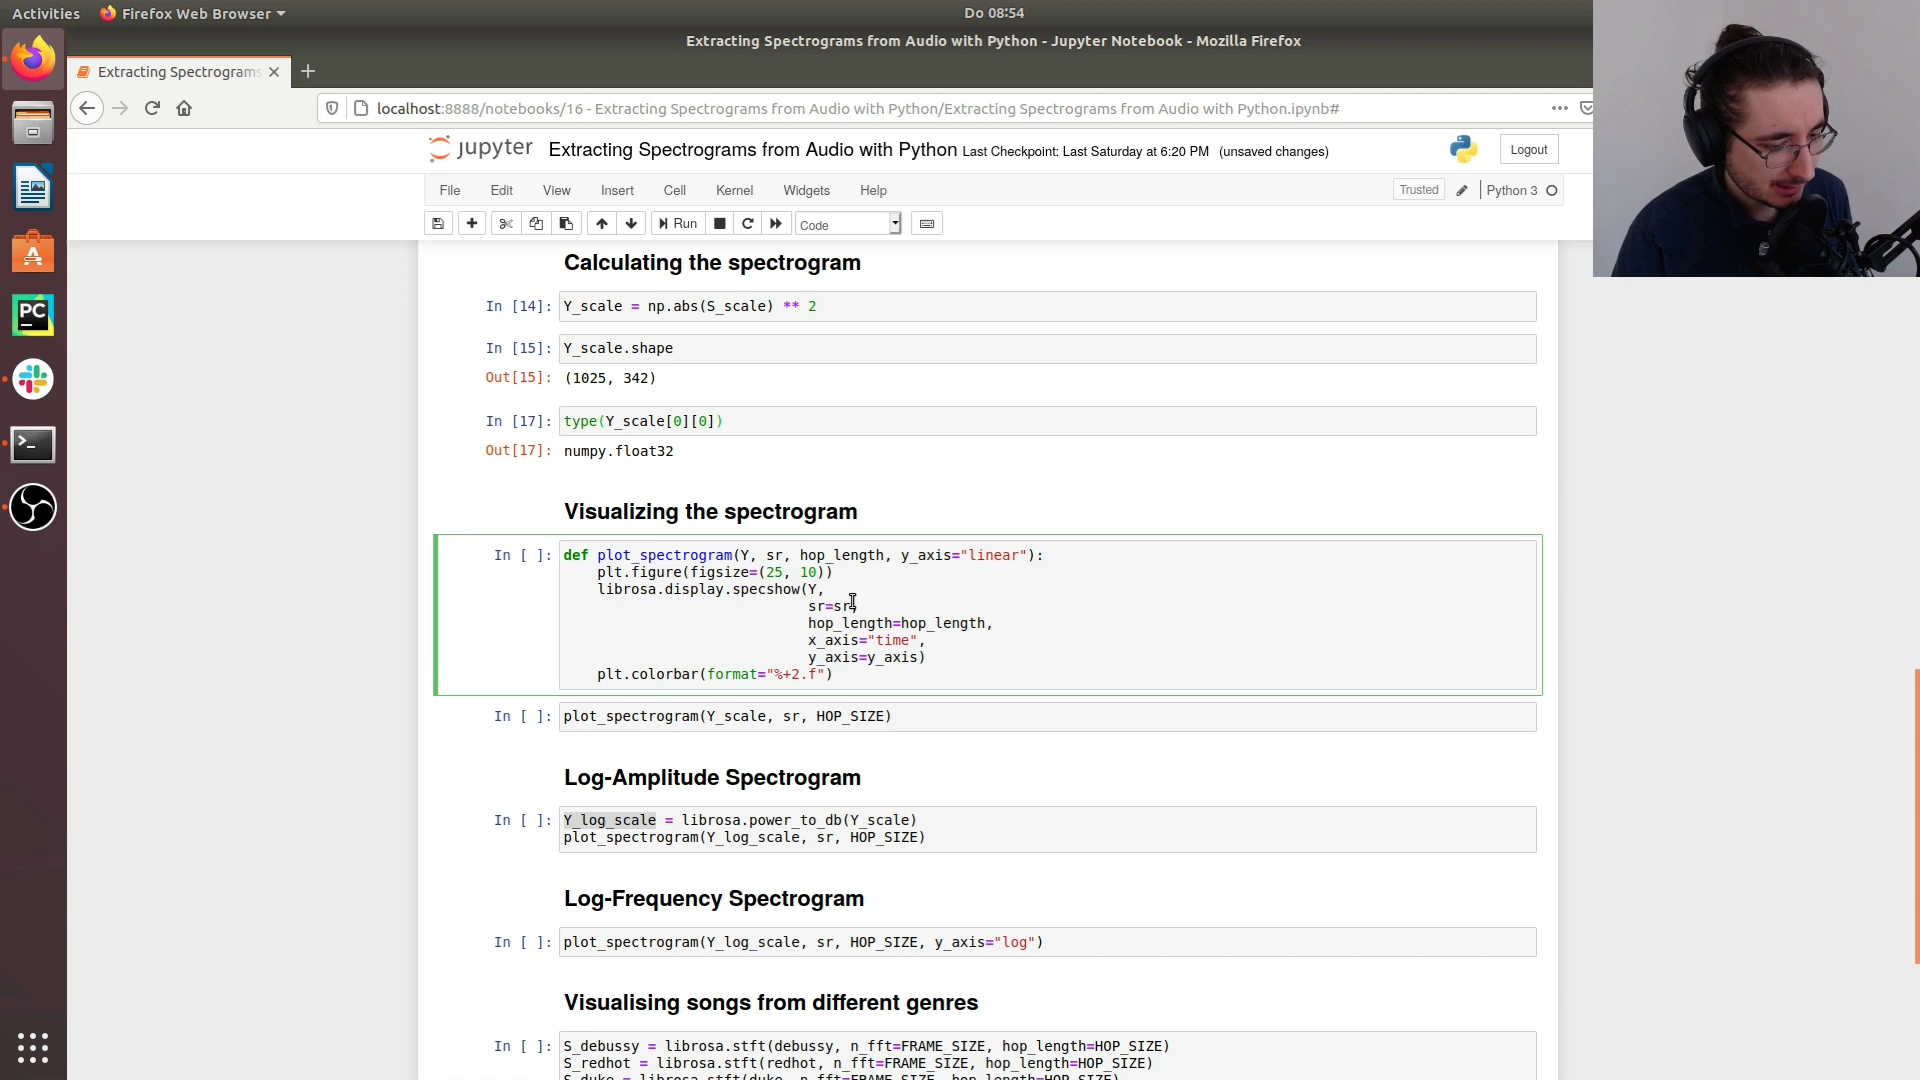 Activities
Firefox Web Browser
Do 08:54
Extracting Spectrograms from Audio with Python - Jupyter Notebook - Mozilla Firefox
Extracting Spectrograms
localhost:8888/notebooks/16 - Extracting Spectrograms from Audio with Python/Extracting Spectrograms from Audio with Python.ipynb#
jupyter Extracting Spectrograms from Audio with Python Last Checkpoint: Last Saturday at 6:20 PM (unsaved changes)
Logout
File Edit View Insert Cell Kernel Widgets Help
Trusted
Python 3
Run
Code
PC
Calculating the spectrogram
In [14]: Y_scale = np.abs(S_scale) ** 2
In [15]: Y_scale.shape
Out[15]: (1025, 342)
In [17]: type(Y_scale[0][0])
Out[17]: numpy.float32
Visualizing the spectrogram
In [ ]: def plot_spectrogram(Y, sr, hop_length, y_axis="linear"):
plt.figure(figsize=(25, 10))
librosa.display.specshow(Y,
sr=sr,
hop_length=hop_length,
x_axis="time",
y_axis=y_axis)
plt.colorbar(format="%+2.f")
In [ ]: plot_spectrogram(Y_scale, sr, HOP_SIZE)
Log-Amplitude Spectrogram
In [ ]: Y_log_scale = librosa.power_to_db(Y_scale)
plot_spectrogram(Y_log_scale, sr, HOP_SIZE)
Log-Frequency Spectrogram
In [ ]: plot_spectrogram(Y_log_scale, sr, HOP_SIZE, y_axis="log")
Visualising songs from different genres
In [ ]: S_debussy = librosa.stft(debussy, n_fft=FRAME_SIZE, hop_length=HOP_SIZE)
S_redhot = librosa.stft(redhot, n_fft=FRAME_SIZE, hop_length=HOP_SIZE)
S_duke = librosa.stft(duke, n_fft=FRAME_SIZE, hop_length=HOP_SIZE)